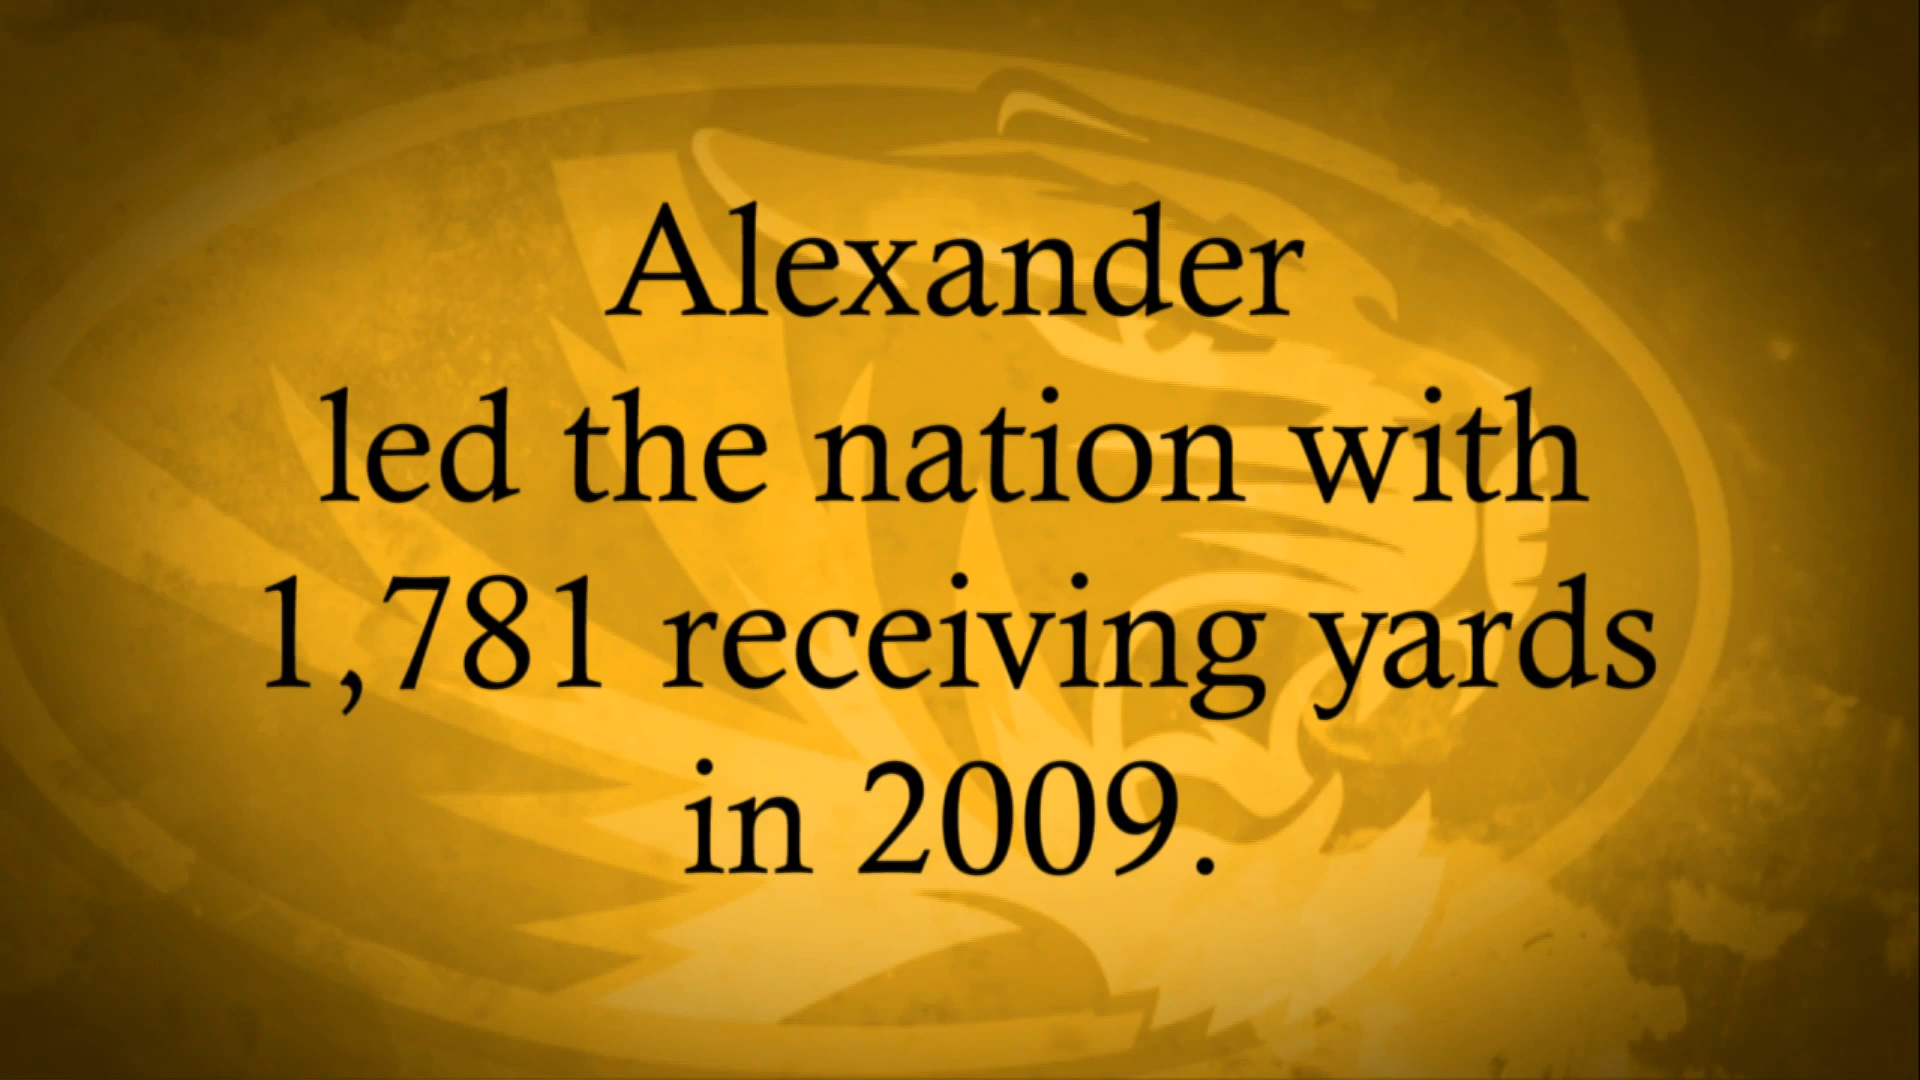 Alexander
led the nation with
1,781 receiving yards
in 2009.